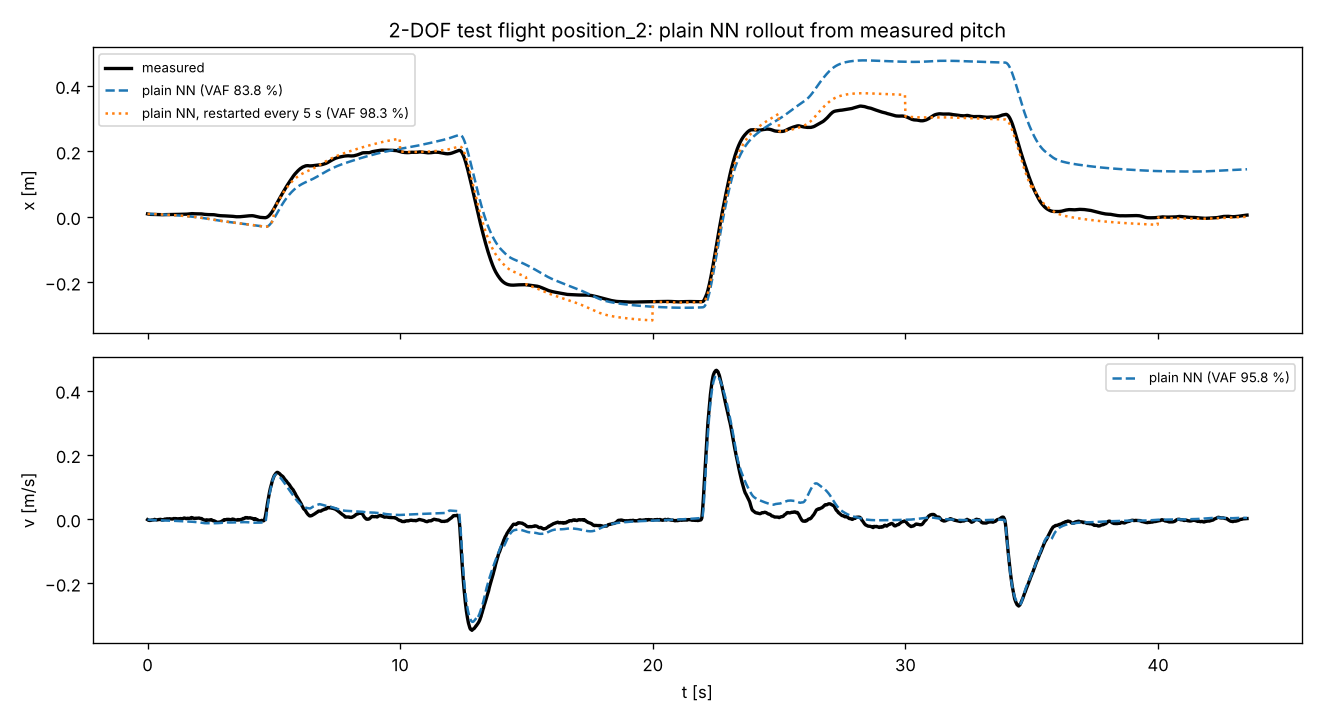 2-DOF test flight position_2: plain NN rollout from measured pitch
measured
plain NN (VAF 83.8 %)
plain NN, restarted every 5 s (VAF 98.3 %)
x [m]
0.4
0.2
0.0
−0.2
plain NN (VAF 95.8 %)
v [m/s]
0.4
0.2
0.0
−0.2
0
10
20
30
40
t [s]